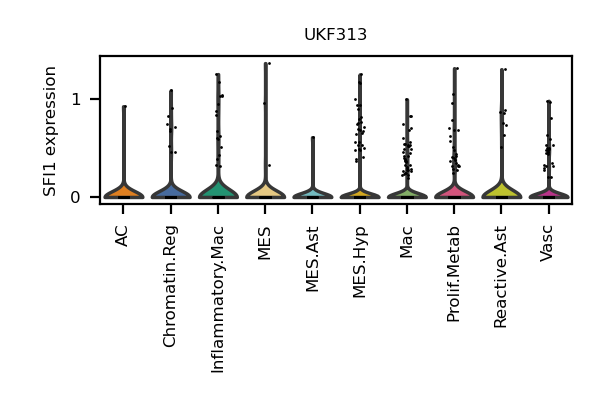 UKF313
SFI1 expression
1
0
AC
Chromatin.Reg
Inflammatory.Mac
MES
MES.Ast
MES.Hyp
Mac
Prolif.Metab
Reactive.Ast
Vasc